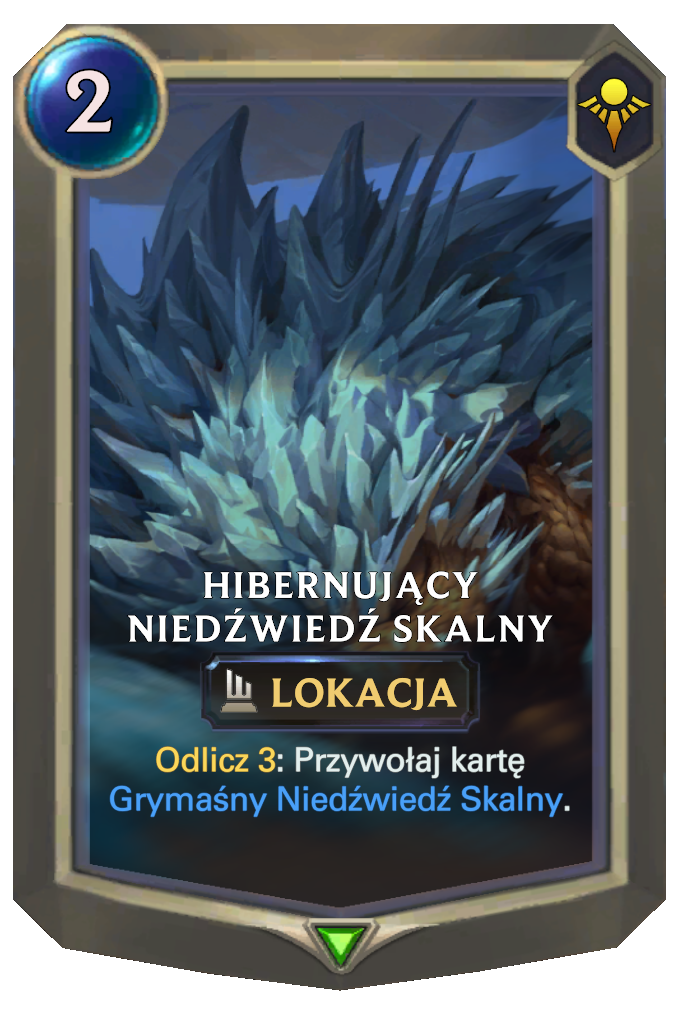 2
HIBERNUJĄCY
NIEDŹWIEDŹ SKALNY
LOKACJA
Odlicz 3: Przywołaj kartę
Grymaśny Niedźwiedź Skalny.